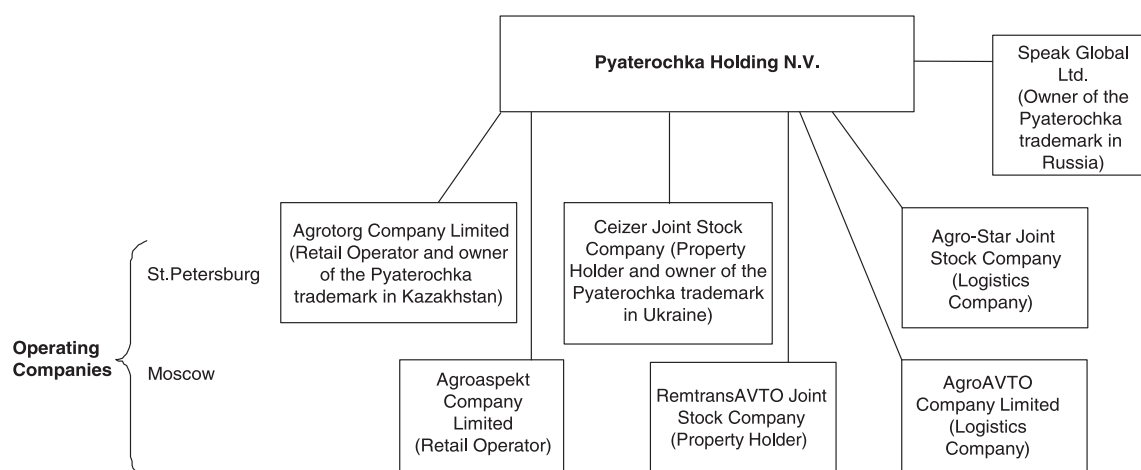 Pyaterochka Holding N.V.
Speak Global
Ltd.
(Owner of the
Pyaterochka
trademark in
Russia)
Operating
Companies
St.Petersburg
Agrotorg Company Limited
(Retail Operator and owner
of the Pyaterochka
trademark in Kazakhstan)
Ceizer Joint Stock
Company (Property
Holder and owner of the
Pyaterochka trademark
in Ukraine)
Agro-Star Joint
Stock Company
(Logistics
Company)
Moscow
Agroaspekt
Company
Limited
(Retail Operator)
RemtransAVTO Joint
Stock Company
(Property Holder)
AgroAVTO
Company Limited
(Logistics
Company)